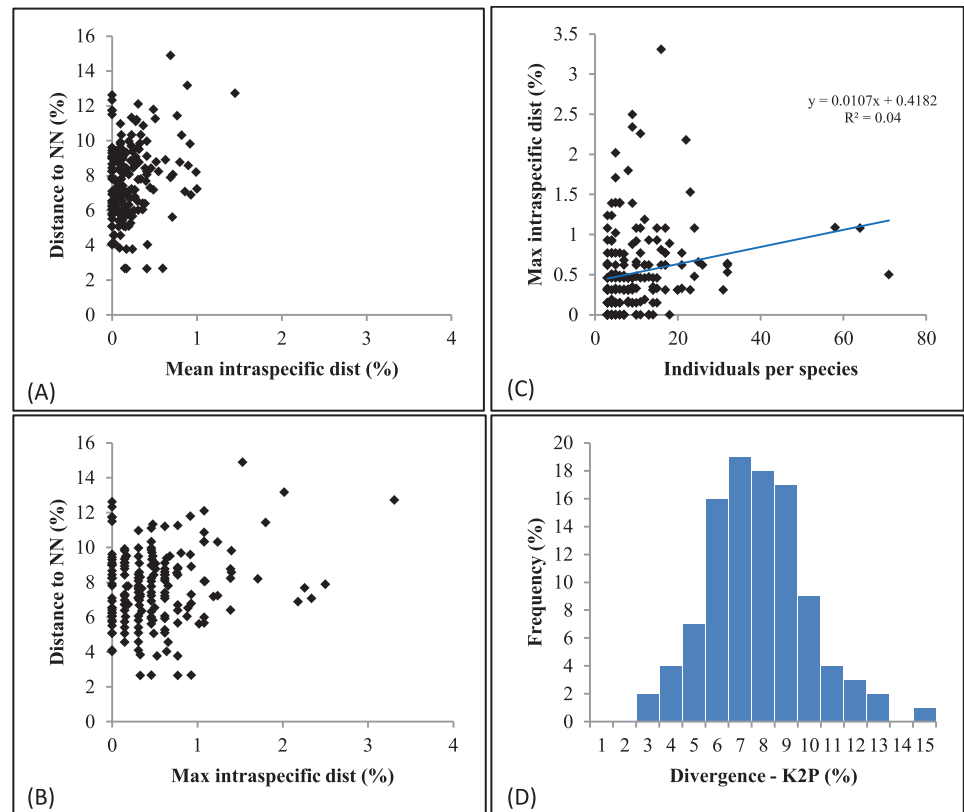 16
14
12
10
8
6
4
2
0
Distance to NN (%)
0 1 2 3 4
Mean intraspecific dist (%)
(A)
3.5
3
2.5
2
1.5
1
0.5
0
Max intraspecific dist (%)
y = 0.0107x + 0.4182
R² = 0.04
0 20 40 60 80
Individuals per species
(C)
16
14
12
10
8
6
4
2
0
Distance to NN (%)
0 1 2 3 4
Max intraspecific dist (%)
(B)
20
18
16
14
12
10
8
6
4
2
0
Frequency (%)
1 2 3 4 5 6 7 8 9 10 11 12 13 14 15
Divergence - K2P (%)
(D)